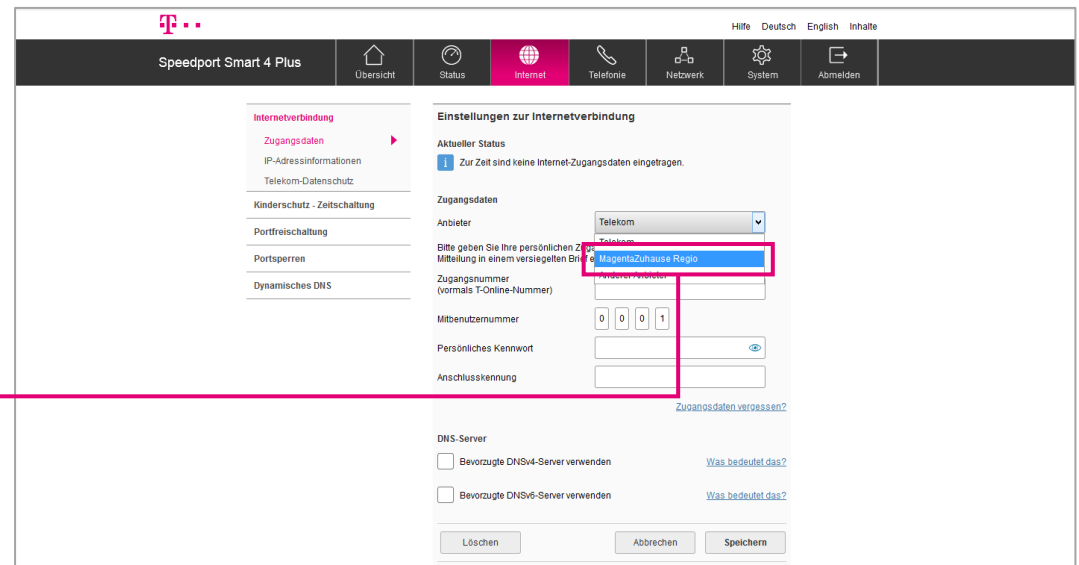 T
Hilfe Deutsch English Inhalte
Speedport Smart 4 Plus
Übersicht Status Internet Telefonie Netzwerk System Abmelden
Internetverbindung
Zugangsdaten
IP-Adressinformationen
Telekom-Datenschutz
Kinderschutz - Zeitschaltung
Portfreischaltung
Portsperren
Dynamisches DNS
Einstellungen zur Internetverbindung
Aktueller Status
i Zur Zeit sind keine Internet-Zugangsdaten eingetragen.
Zugangsdaten
Anbieter Telekom
Telekom
MagentaZuhause Regio
Anderer Anbieter
Bitte geben Sie Ihre persönlichen
Mitteilung in einem versiegelten Brief
Zugangsnummer
(vormals T-Online-Nummer)
Mitbenutzernummer 0 0 0 1
Persönliches Kennwort
Anschlusskennung
Zugangsdaten vergessen?
DNS-Server
Bevorzugte DNSv4-Server verwenden Was bedeutet das?
Bevorzugte DNSv6-Server verwenden Was bedeutet das?
Löschen Abbrechen Speichern